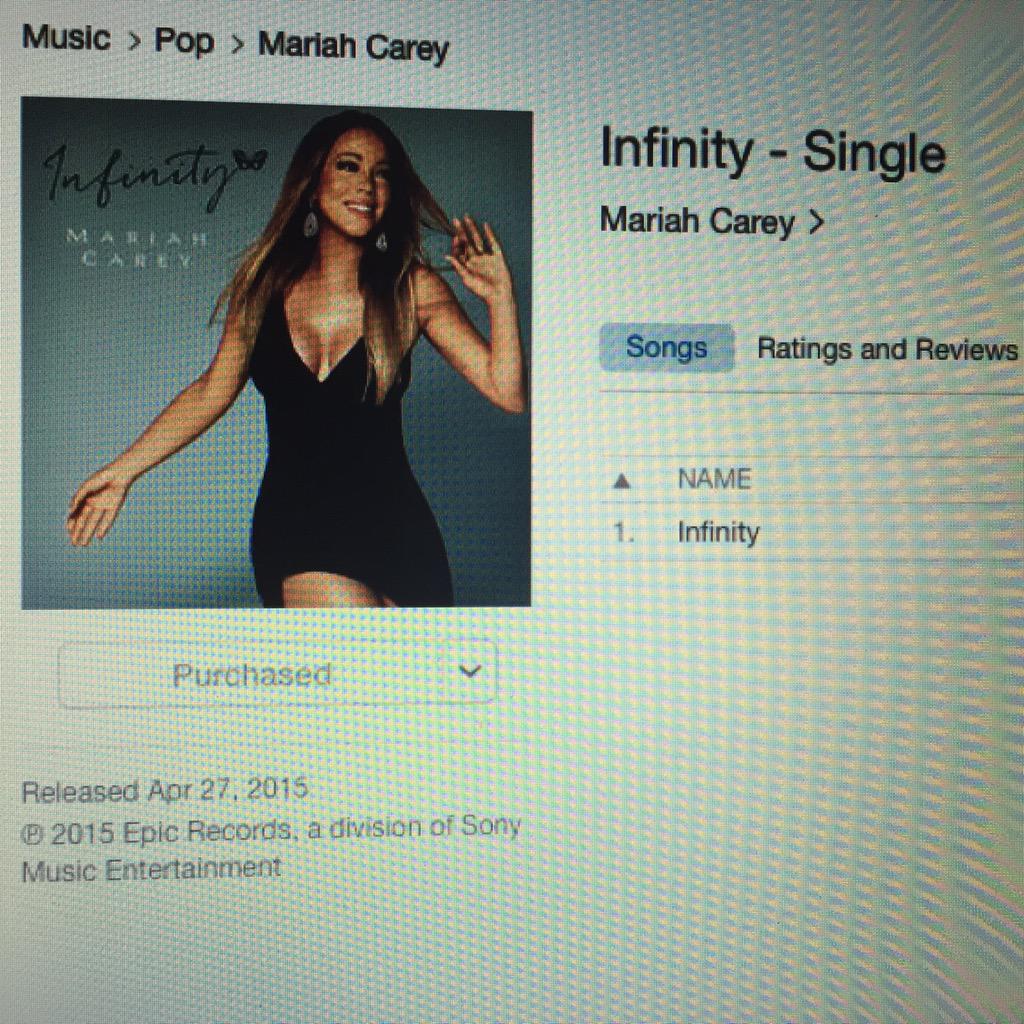 Music > Pop > Mariah Carey
Infinity
MARIAH
CAREY
Infinity - Single
Mariah Carey >
Songs Ratings and Reviews
▲ NAME
1. Infinity
Purchased
Released Apr 27, 2015
℗ 2015 Epic Records, a division of Sony
Music Entertainment